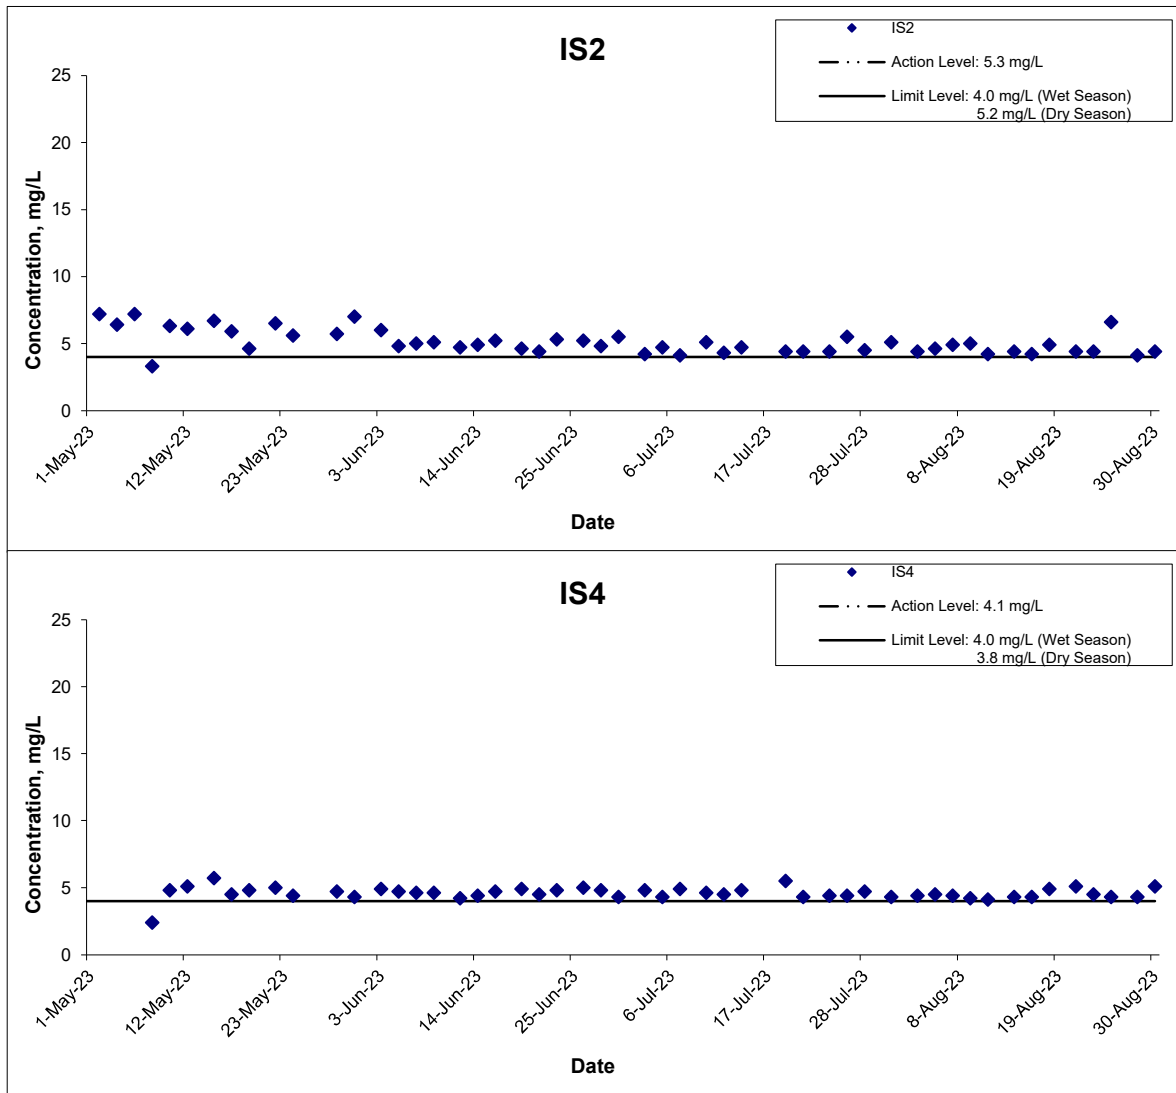 IS2
IS2
Action Level: 5.3 mg/L
Limit Level: 4.0 mg/L (Wet Season)
5.2 mg/L (Dry Season)
Concentration, mg/L
25
20
15
10
5
0
1-May-23
12-May-23
23-May-23
3-Jun-23
14-Jun-23
25-Jun-23
6-Jul-23
17-Jul-23
28-Jul-23
8-Aug-23
19-Aug-23
30-Aug-23
Date
IS4
IS4
Action Level: 4.1 mg/L
Limit Level: 4.0 mg/L (Wet Season)
3.8 mg/L (Dry Season)
Concentration, mg/L
25
20
15
10
5
0
1-May-23
12-May-23
23-May-23
3-Jun-23
14-Jun-23
25-Jun-23
6-Jul-23
17-Jul-23
28-Jul-23
8-Aug-23
19-Aug-23
30-Aug-23
Date